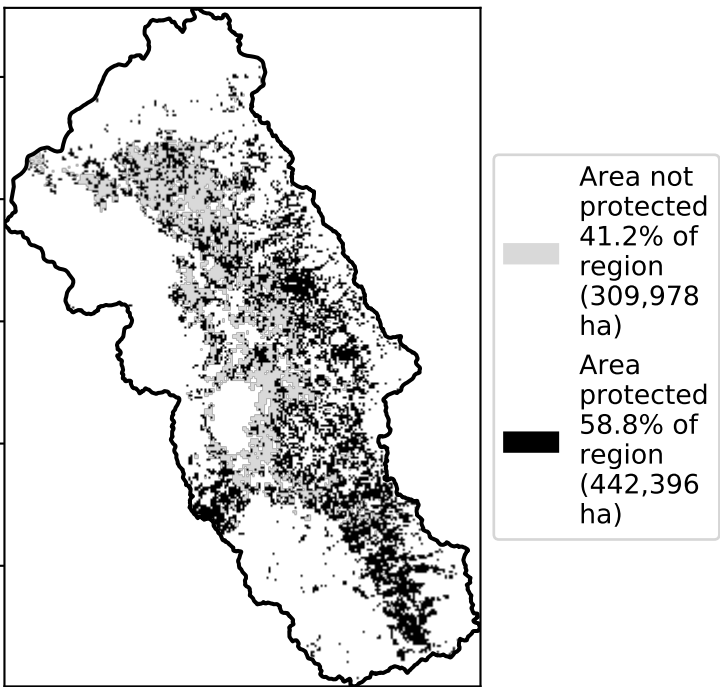 Area not
protected
41.2% of
region
(309,978
ha)
Area
protected
58.8% of
region
(442,396
ha)